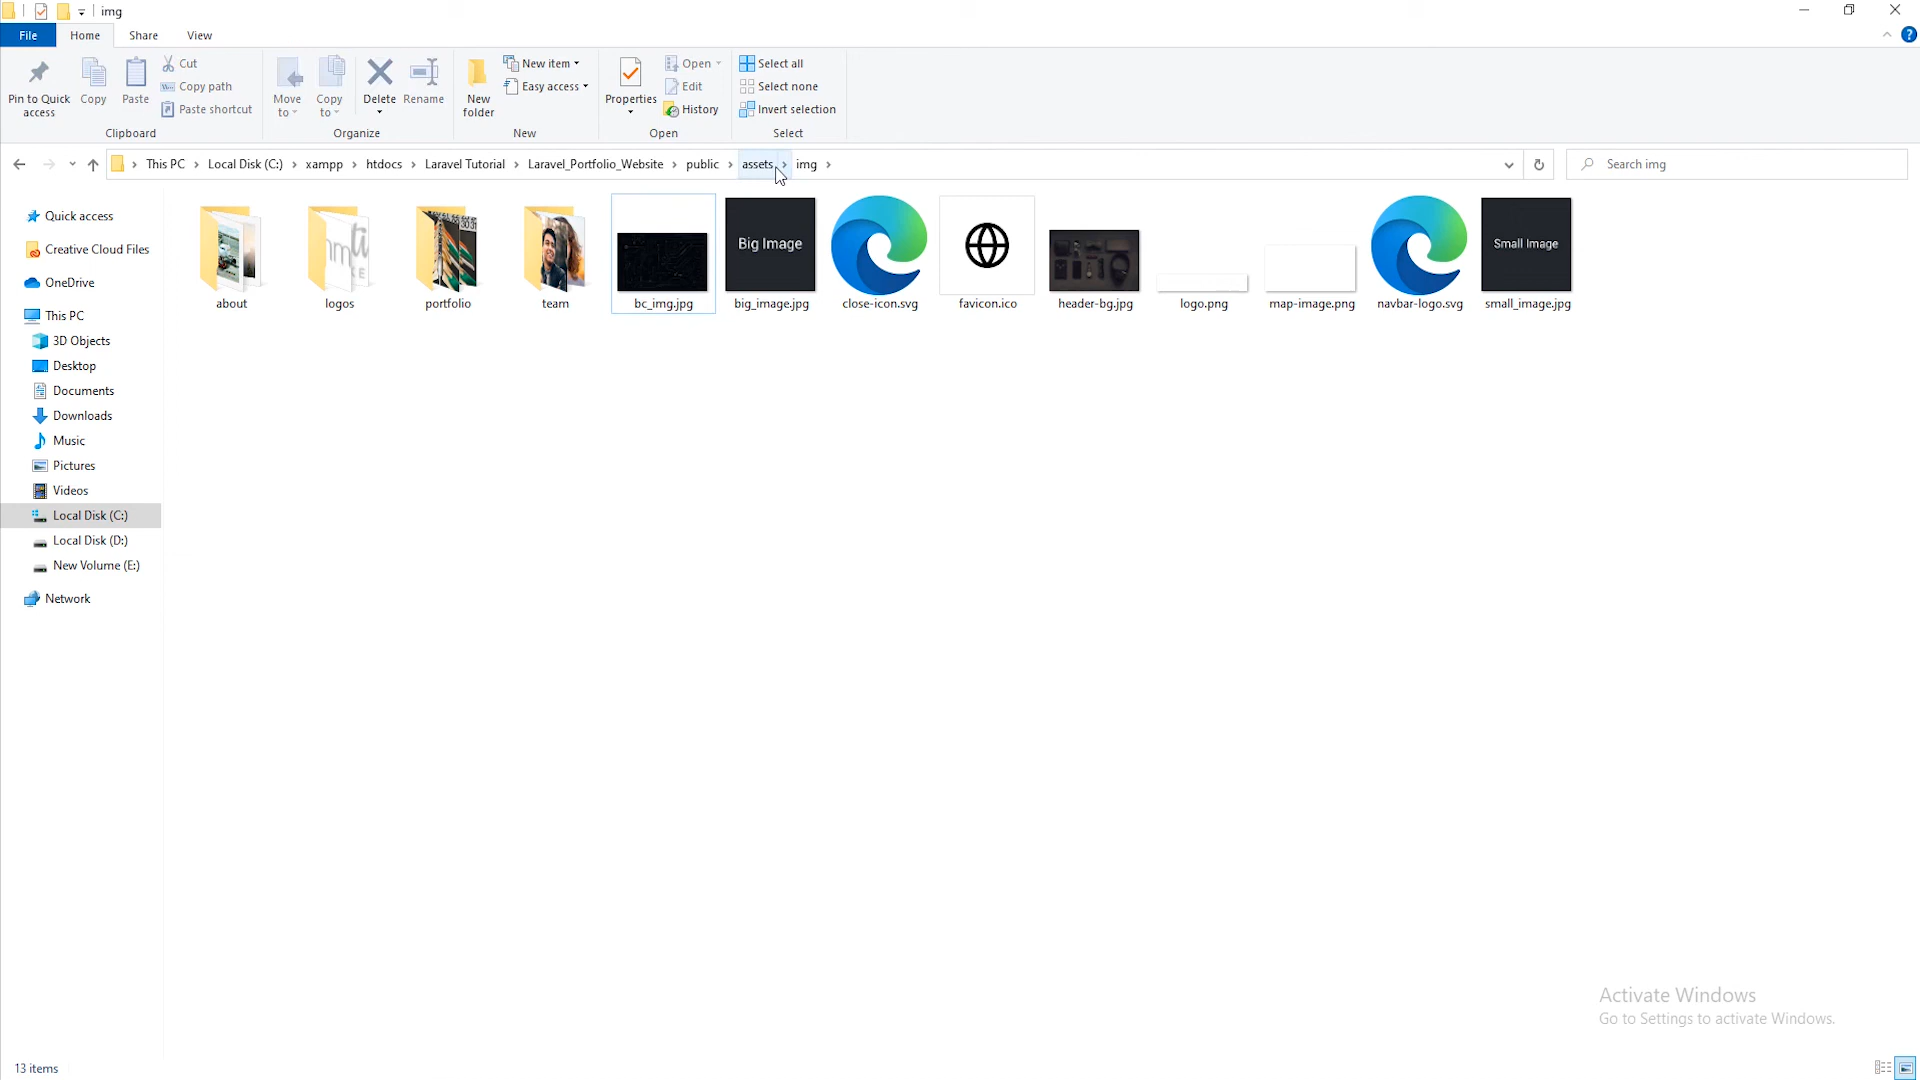 img
File Home Share View
Pin to Quick access
Copy
Paste
Cut
Copy path
Paste shortcut
Clipboard
Move to
Copy to
Delete
Rename
Organize
New folder
New item
Easy access
New
Properties
Open
Edit
History
Open
Select all
Select none
Invert selection
Select
This PC > Local Disk (C:) > xampp > htdocs > Laravel Tutorial > Laravel_Portfolio_Website > public > assets > img >
Search img
Quick access
Creative Cloud Files
OneDrive
This PC
3D Objects
Desktop
Documents
Downloads
Music
Pictures
Videos
Local Disk (C:)
Local Disk (D:)
New Volume (E:)
Network
Big Image
Small Image
about logos portfolio team bc_img.jpg big_image.jpg close-icon.svg favicon.ico header-bg.jpg logo.png map-image.png navbar-logo.svg small_image.jpg
Activate Windows
Go to Settings to activate Windows.
13 items